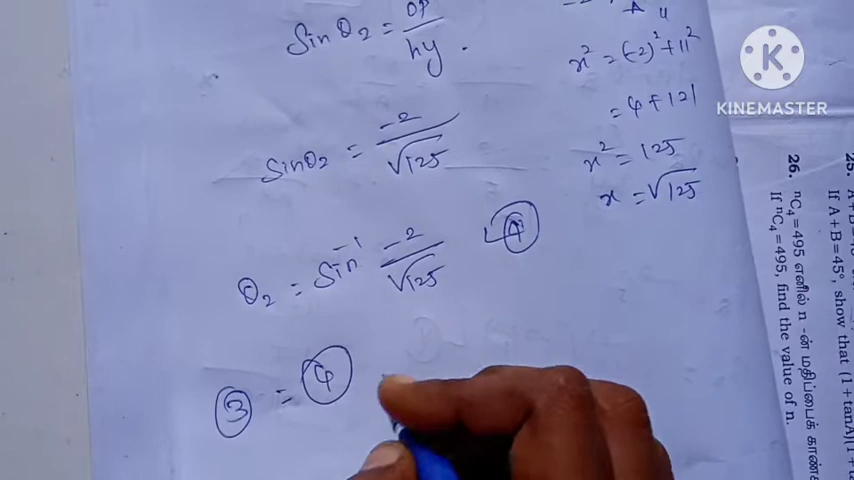 Sin θ₂ = op/hy.
Sin θ₂ = -2/√125
θ₂ = Sin⁻¹ -2/√125 ④
③ = ④
x² = (-2)² + 11²
= 4 + 121
x² = 125
x = √125
KINEMASTER
25.
If A+B=45°, show that (1+tanA)(1+
26. ⁿC₄=495 எனில் n -ன் மதிப்பைக் காண்க
If ⁿC₄=495, find the value of n.